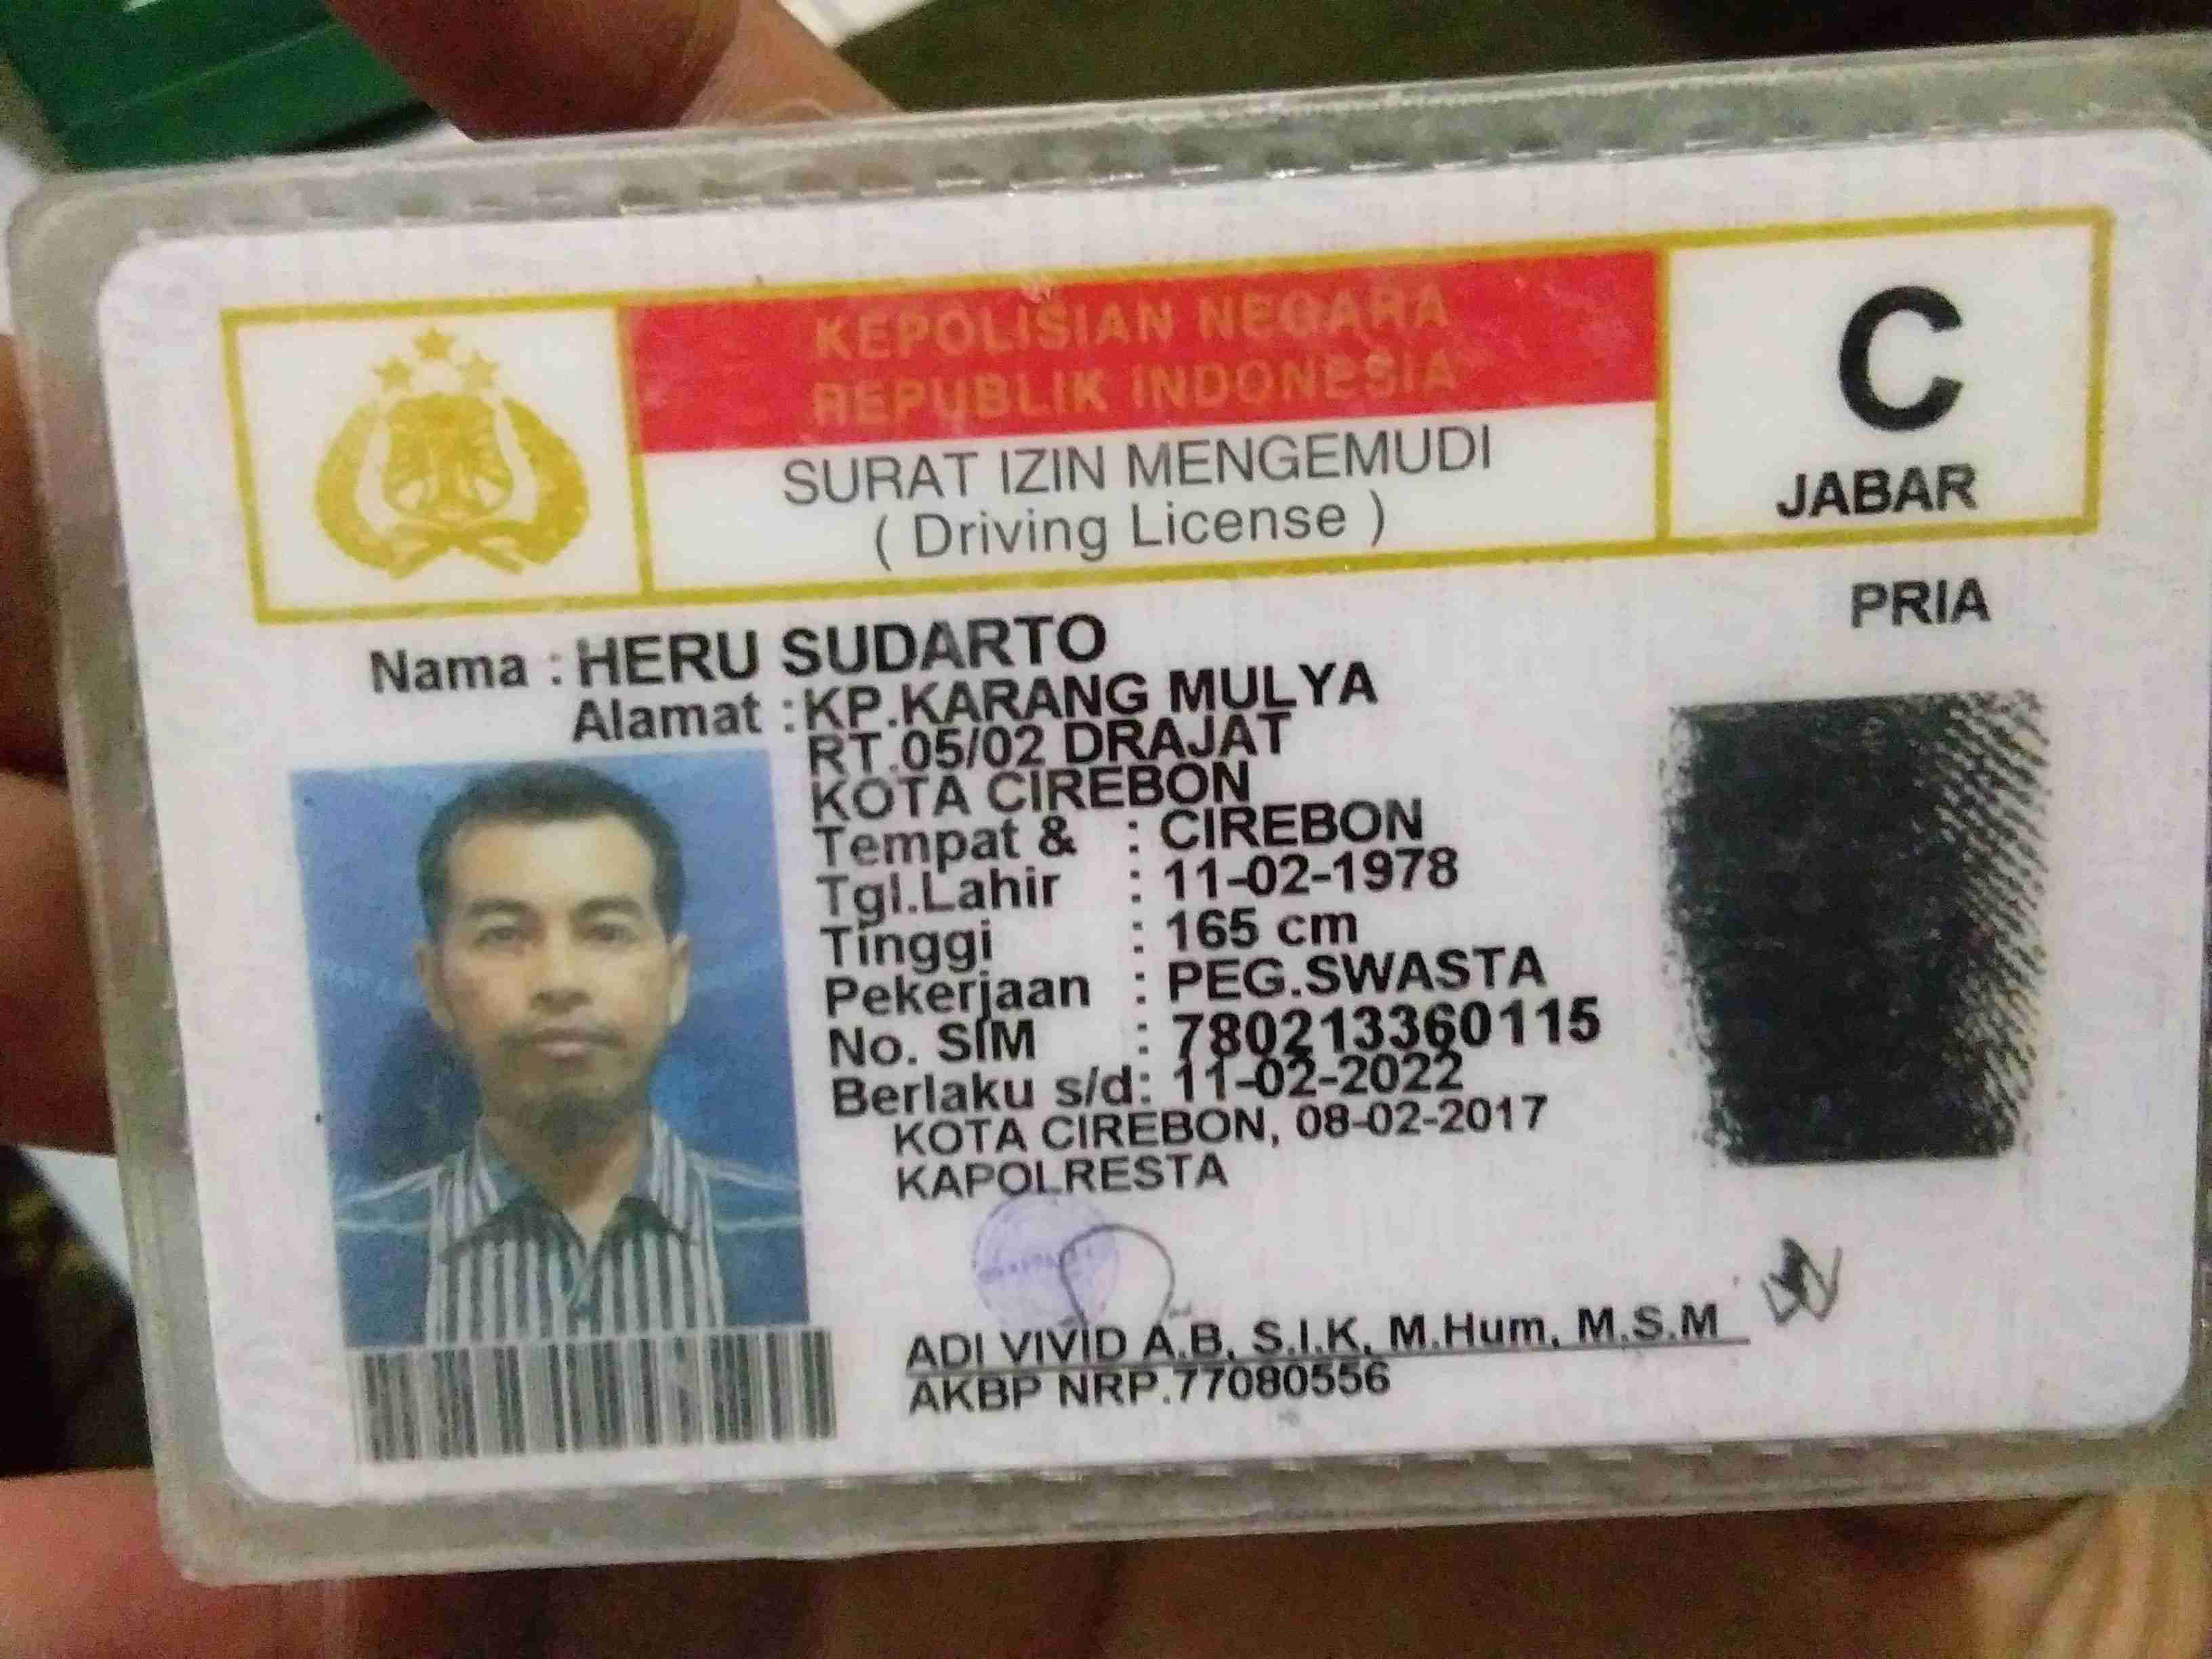 KEPOLISIAN NEGARA
REPUBLIK INDONESIA
SURAT IZIN MENGEMUDI
( Driving License )
C
JABAR
PRIA
Nama : HERU SUDARTO
Alamat : KP.KARANG MULYA
RT.05/02 DRAJAT
KOTA CIREBON
Tempat & : CIREBON
Tgl.Lahir : 11-02-1978
Tinggi : 165 cm
Pekerjaan : PEG.SWASTA
No. SIM : 780213360115
Berlaku s/d: 11-02-2022
KOTA CIREBON, 08-02-2017
KAPOLRESTA
ADI VIVID A.B, S.I.K, M.Hum, M.S.M
AKBP NRP.77080556